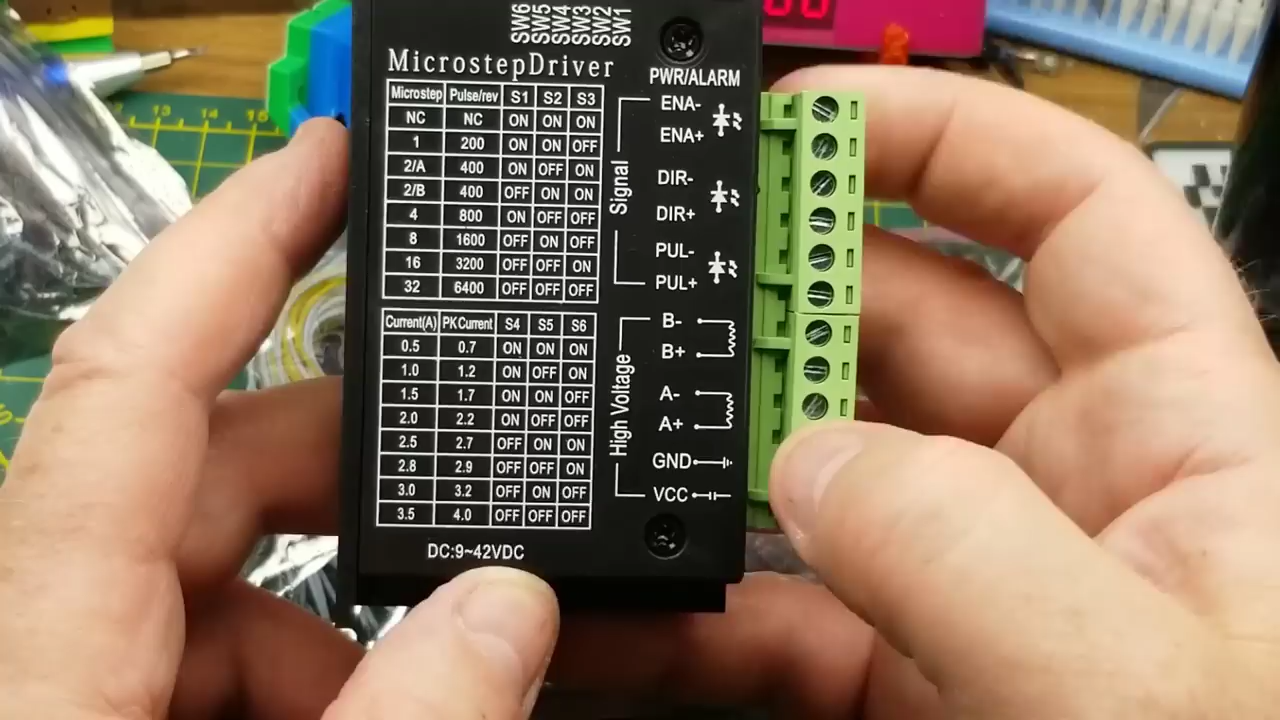 SW6
SW5
SW4
SW3
SW2
SW1
MicrostepDriver
PWR/ALARM
Microstep Pulse/rev S1 S2 S3
NC NC ON ON ON
1 200 ON ON OFF
2/A 400 ON OFF ON
2/B 400 OFF ON ON
4 800 ON OFF OFF
8 1600 OFF ON OFF
16 3200 OFF OFF ON
32 6400 OFF OFF OFF
Current(A) PK Current S4 S5 S6
0.5 0.7 ON ON ON
1.0 1.2 ON OFF ON
1.5 1.7 ON ON OFF
2.0 2.2 ON OFF OFF
2.5 2.7 OFF ON ON
2.8 2.9 OFF OFF ON
3.0 3.2 OFF ON OFF
3.5 4.0 OFF OFF OFF
DC:9~42VDC
Signal
ENA-
ENA+
DIR-
DIR+
PUL-
PUL+
High Voltage
B-
B+
A-
A+
GND
VCC
13 14 15